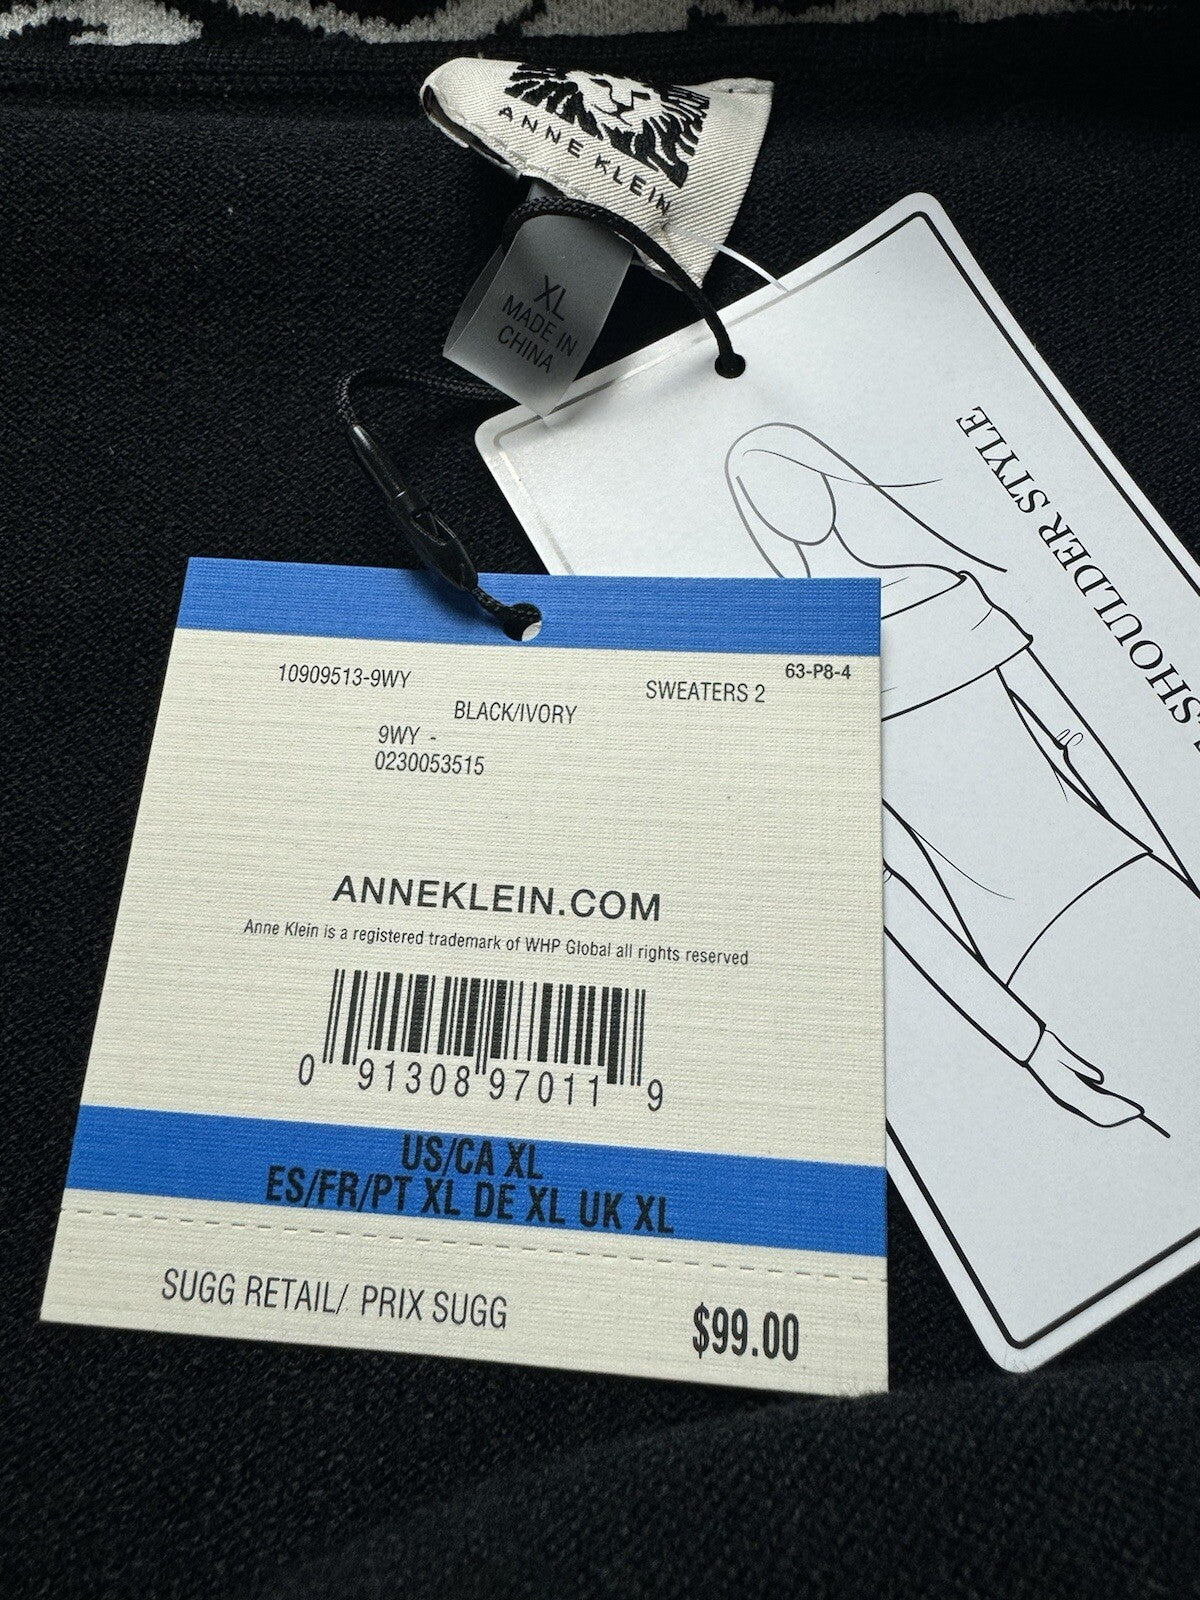 ANNE KLEIN
XL
MADE IN
CHINA
SHOULDER STYLE
10909513-9WY
SWEATERS 2
63-P8-4
BLACK/IVORY
9WY -
0230053515
ANNEKLEIN.COM
Anne Klein is a registered trademark of WHP Global all rights reserved
0 91308 97011 9
US/CA XL
ES/FR/PT XL DE XL UK XL
SUGG RETAIL/ PRIX SUGG
$99.00